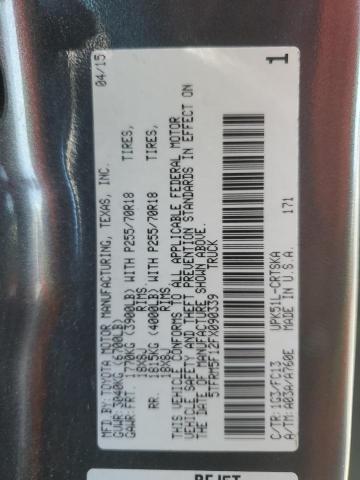 MFD. BY: TOYOTA MOTOR MANUFACTURING, TEXAS, INC. 04/15
GVWR: 3040KG (6700LB)
GAWR: FRT. 1770KG (3900LB) WITH P255/70R18 TIRES,
18X8J RIMS
RR. 1815KG (4000LB) WITH P255/70R18 TIRES,
18X8J RIMS
THIS VEHICLE CONFORMS TO ALL APPLICABLE FEDERAL MOTOR
VEHICLE SAFETY AND THEFT PREVENTION STANDARDS IN EFFECT ON
THE DATE OF MANUFACTURE SHOWN ABOVE.
5TFRM5F12FX090339 TRUCK
C/TR: 1G3/FC13 UPK51L-CRTSKA
A/TM: A03A/A760E MADE IN U.S.A. 171
1